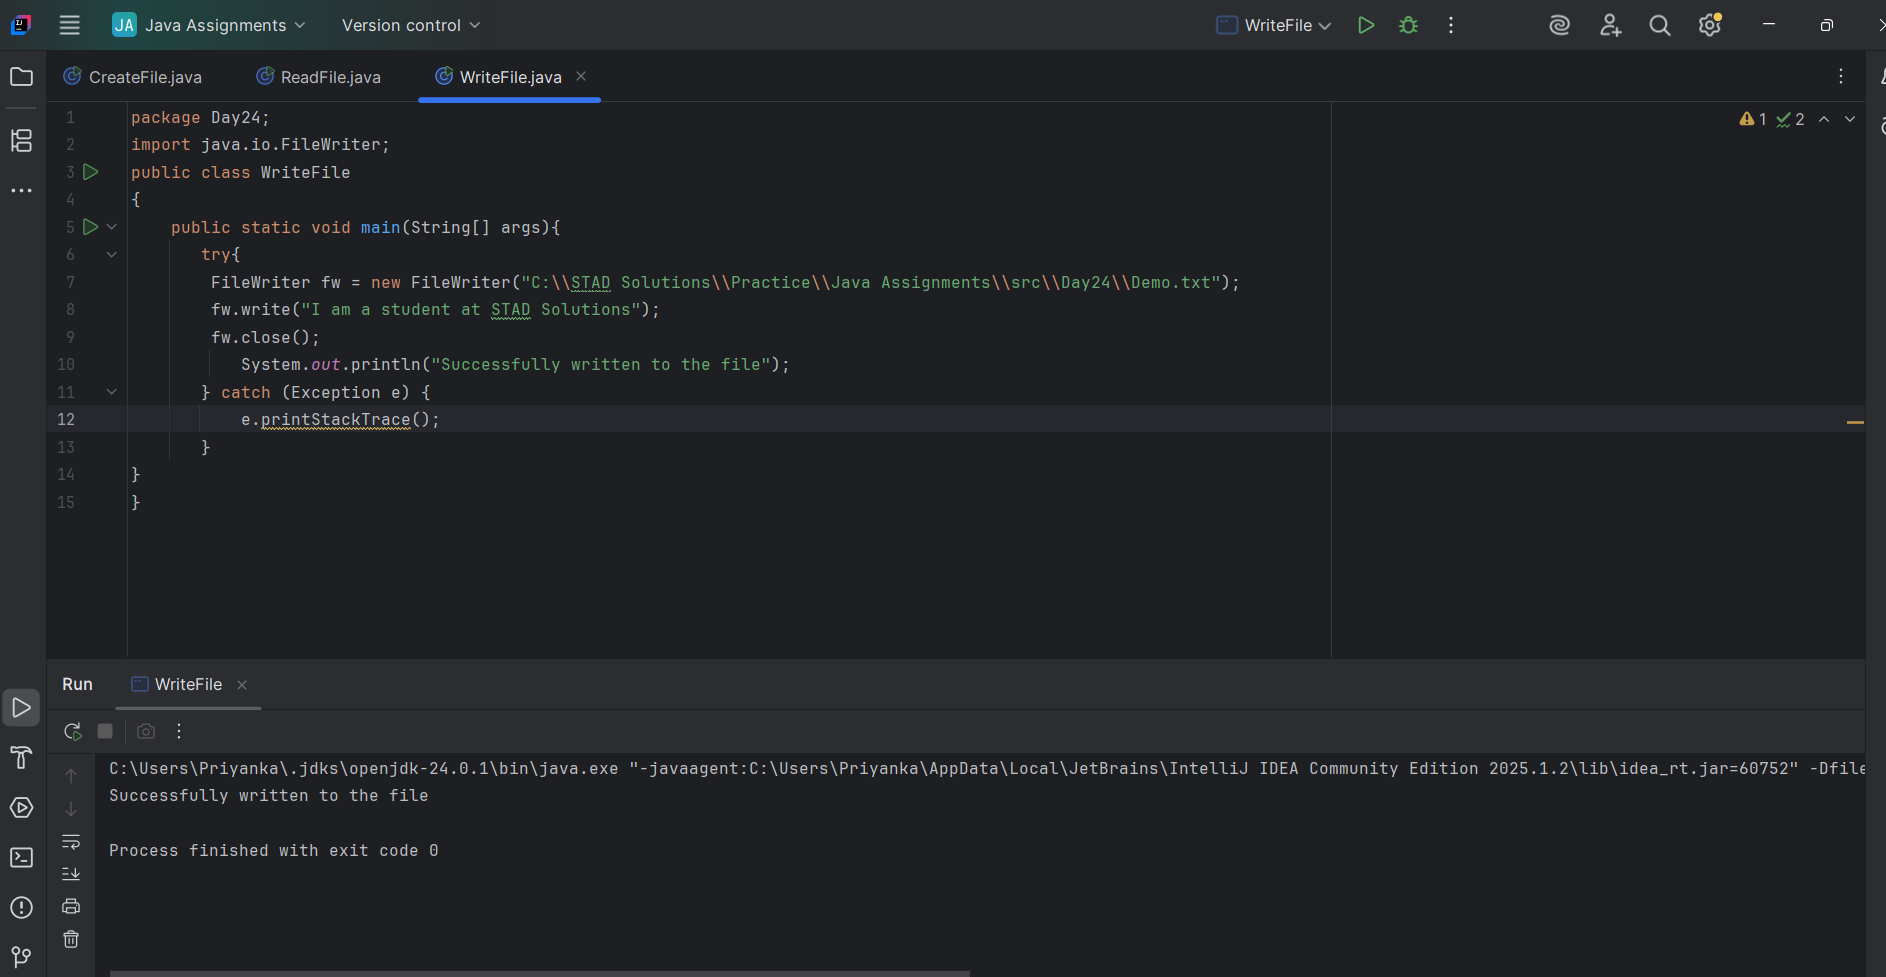 JA Java Assignments Version control WriteFile
CreateFile.java ReadFile.java WriteFile.java
1 package Day24;
2 import java.io.FileWriter;
3 public class WriteFile
4 {
5 public static void main(String[] args){
6 try{
7 FileWriter fw = new FileWriter("C:\\STAD Solutions\\Practice\\Java Assignments\\src\\Day24\\Demo.txt");
8 fw.write("I am a student at STAD Solutions");
9 fw.close();
10 System.out.println("Successfully written to the file");
11 } catch (Exception e) {
12 e.printStackTrace();
13 }
14 }
15 }
1 2
Run WriteFile
C:\Users\Priyanka\.jdks\openjdk-24.0.1\bin\java.exe "-javaagent:C:\Users\Priyanka\AppData\Local\JetBrains\IntelliJ IDEA Community Edition 2025.1.2\lib\idea_rt.jar=60752" -Dfile
Successfully written to the file
Process finished with exit code 0